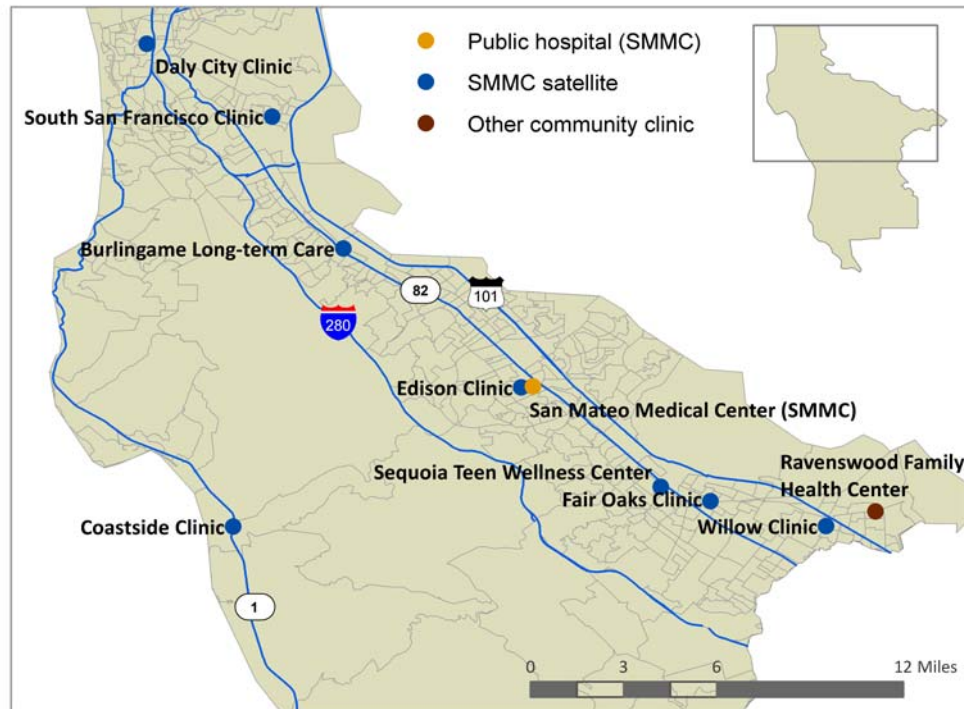 Public hospital (SMMC)
SMMC satellite
Other community clinic
Daly City Clinic
South San Francisco Clinic
Burlingame Long-term Care
82
101
280
Edison Clinic
San Mateo Medical Center (SMMC)
Sequoia Teen Wellness Center
Ravenswood Family
Health Center
Fair Oaks Clinic
Coastside Clinic
Willow Clinic
1
0 3 6 12 Miles